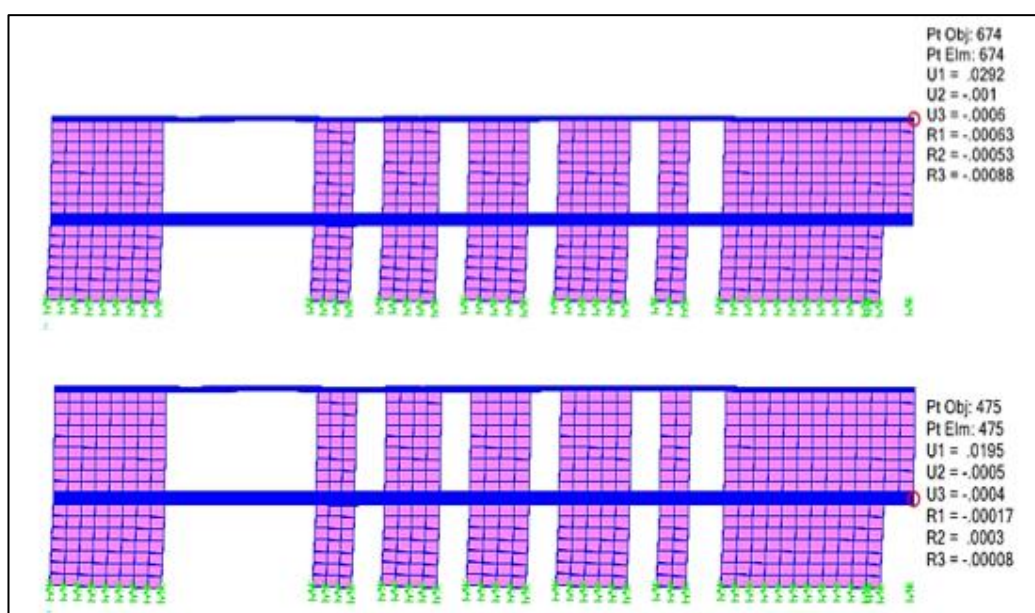 Pt Obj: 674
Pt Elm: 674
U1 = .0292
U2 = -.001
U3 = -.0006
R1 = -.00063
R2 = -.00053
R3 = -.00088
Pt Obj: 475
Pt Elm: 475
U1 = .0195
U2 = -.0005
U3 = -.0004
R1 = -.00017
R2 = .0003
R3 = -.00008